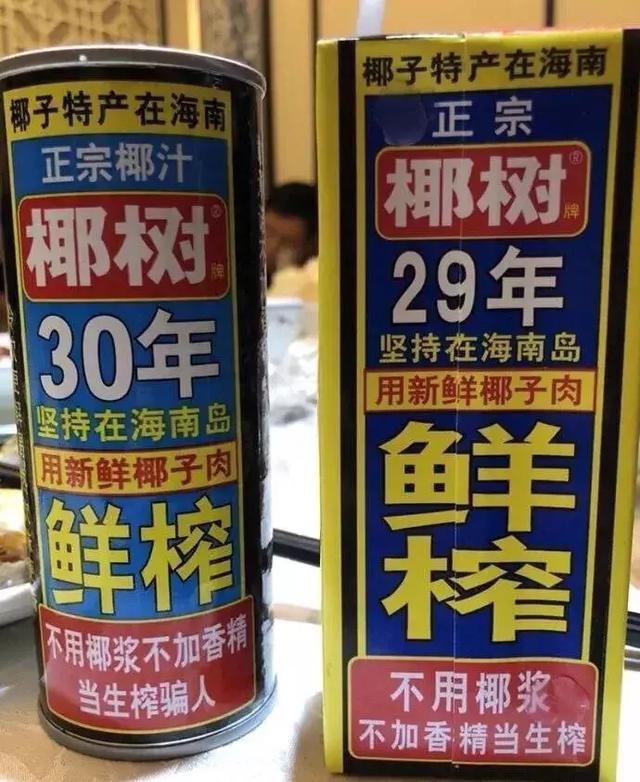 椰子特产在海南
正宗椰汁
椰树®
牌
30年
坚持在海南岛
用新鲜椰子肉
鲜榨
不用椰浆不加香精
当生榨骗人
椰子特产在海南
正宗
椰树®
牌
29年
坚持在海南岛
用新鲜椰子肉
鲜
榨
不用椰浆
不加香精当生榨